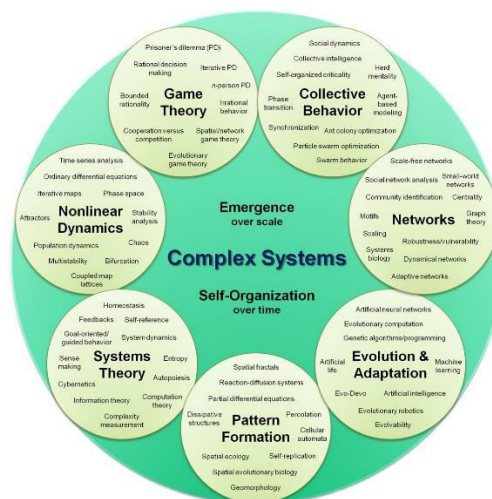 Prisoner's dilemma (PD)
Rational decision
making
Iterative PD
n-person PD
Bounded
rationality
Game
Theory
Irrational
behavior
Cooperation versus
competition
Spatial/network
game theory
Evolutionary
game theory
Social dynamics
Collective intelligence
Self-organized criticality
Herd
mentality
Phase
transition
Collective
Behavior
Agent-
based
modeling
Synchronization
Ant colony optimization
Particle swarm optimization
Swarm behavior
Time series analysis
Ordinary differential equations
Iterative maps
Phase space
Attractors
Nonlinear
Dynamics
Stability
analysis
Population dynamics
Chaos
Multistability
Bifurcation
Coupled map
lattices
Scale-free networks
Social network analysis
Small-world
networks
Community identification
Centrality
Motifs
Networks
Graph
theory
Scaling
Systems
biology
Robustness/vulnerability
Dynamical networks
Adaptive networks
Emergence
over scale
Complex Systems
Self-Organization
over time
Homeostasis
Feedbacks
Self-reference
Goal-oriented/
guided behavior
System dynamics
Sense
making
Systems
Theory
Entropy
Cybernetics
Autopoiesis
Information theory
Computation
theory
Complexity
measurement
Artificial neural networks
Evolutionary computation
Genetic algorithms/programming
Artificial
life
Evolution &
Adaptation
Machine
learning
Evo-Devo
Artificial intelligence
Evolutionary robotics
Evolvability
Spatial fractals
Reaction-diffusion systems
Partial differential equations
Dissipative
structures
Pattern
Formation
Percolation
Cellular
automata
Spatial ecology
Self-replication
Spatial evolutionary biology
Geomorphology